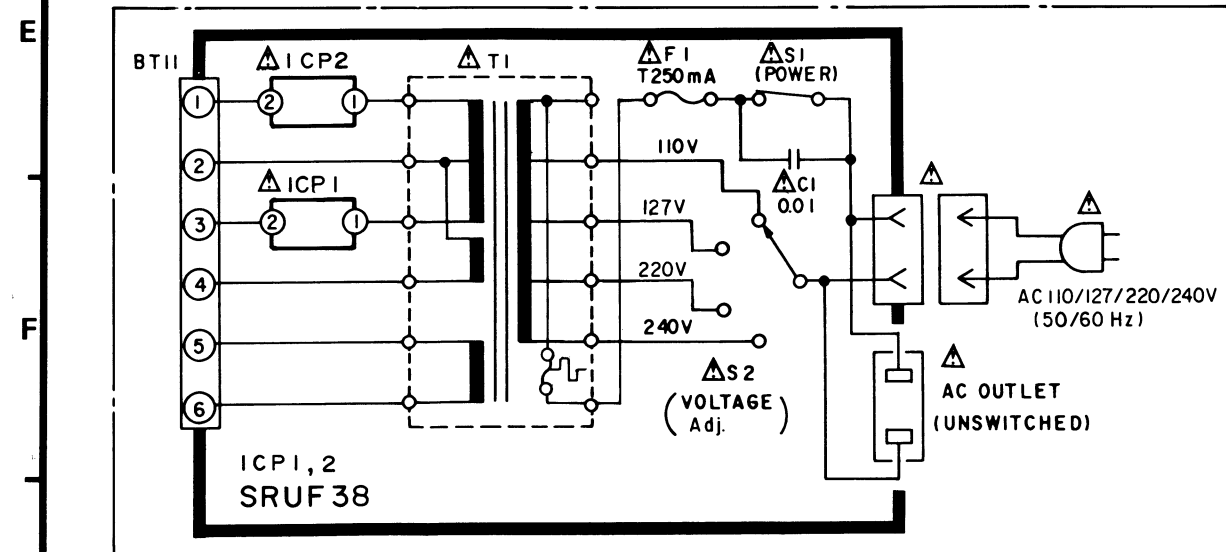 E
BT11
ICP2
T1
F1
T250mA
S1
(POWER)
1
2
1
2
110V
C1
0.01
ICP1
3
2
1
127V
4
220V
AC110/127/220/240V
(50/60 Hz)
F
5
240V
S2
(VOLTAGE
Adj.)
AC OUTLET
(UNSWITCHED)
6
ICP1,2
SRUF38